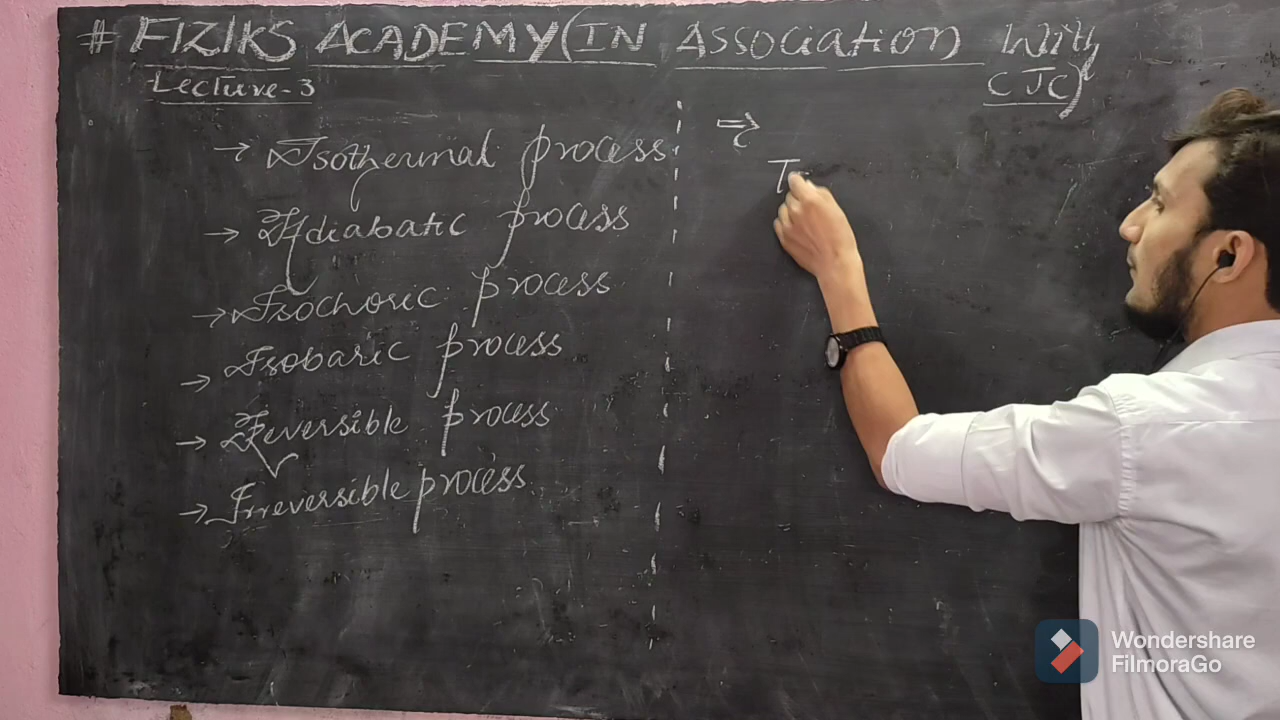 # FIZIKS ACADEMY (IN Association With CJC)
Lecture-3
→ Isothermal process
→ Adiabatic process
→ Isochoric process
→ Isobaric process
→ Reversible process
→ Irreversible process
⇒
T
Wondershare
FilmoraGo